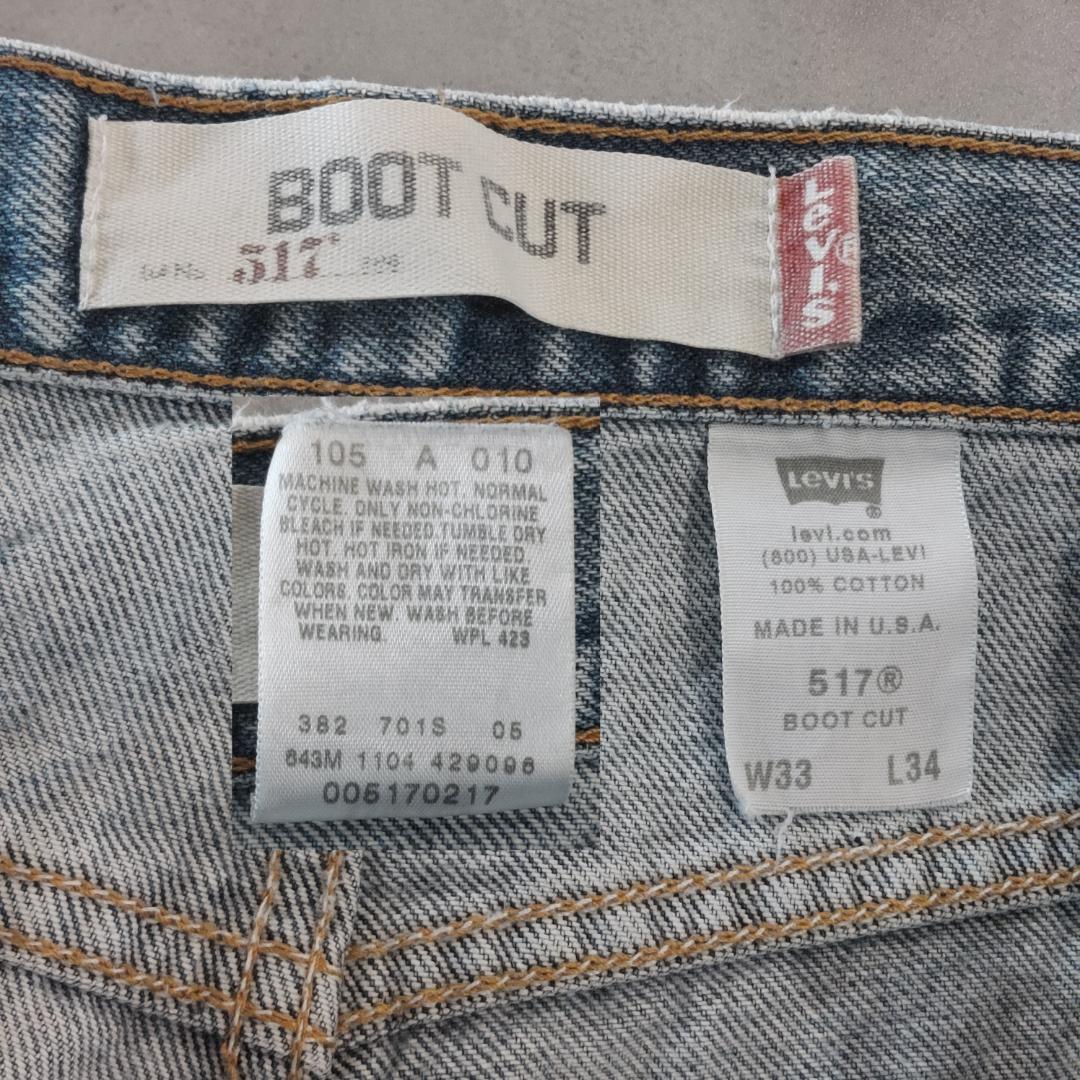 BOOT CUT
517
Levi's®
105 A 010
MACHINE WASH HOT, NORMAL
CYCLE. ONLY NON-CHLORINE
BLEACH IF NEEDED. TUMBLE DRY
HOT. HOT IRON IF NEEDED
WASH AND DRY WITH LIKE
COLORS. COLOR MAY TRANSFER
WHEN NEW. WASH BEFORE
WEARING. WPL 423
382 701S 05
643M 1104 429096
005170217
LEVI'S®
levi.com
(800) USA-LEVI
100% COTTON
MADE IN U.S.A.
517®
BOOT CUT
W33 L34